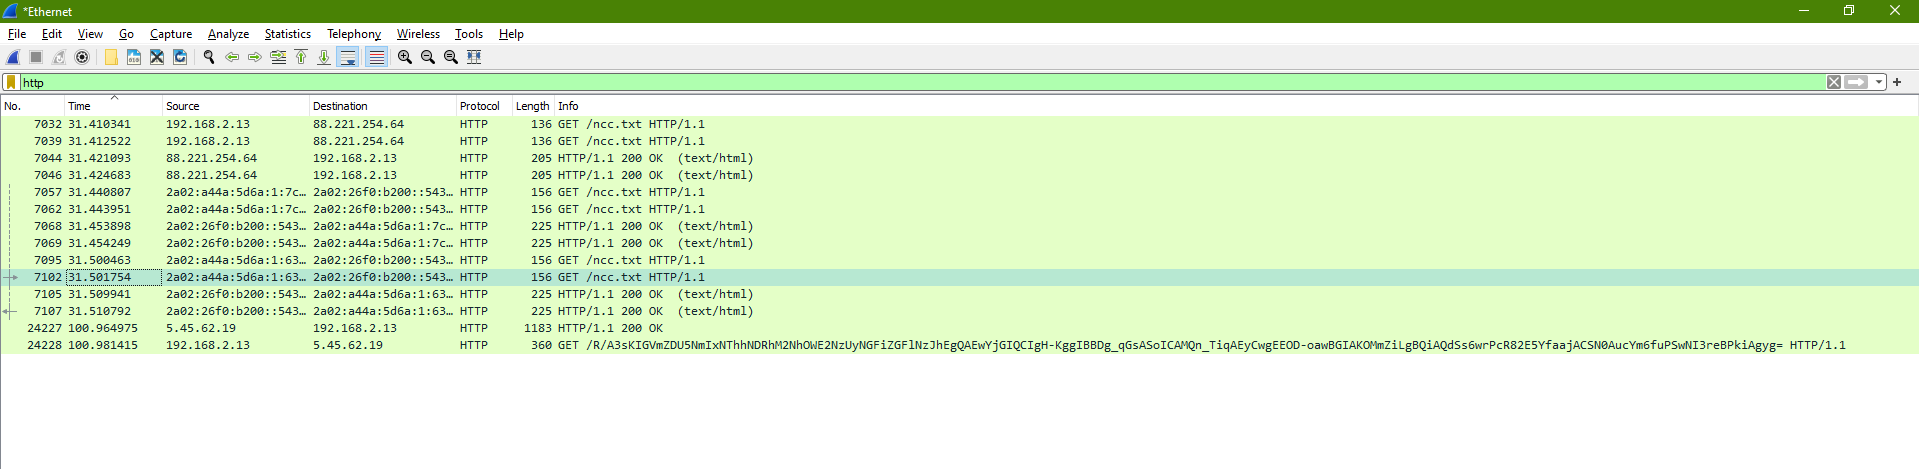 *Ethernet
File Edit View Go Capture Analyze Statistics Telephony Wireless Tools Help
http
No. Time Source Destination Protocol Length Info
7032 31.410341 192.168.2.13 88.221.254.64 HTTP 136 GET /ncc.txt HTTP/1.1
7039 31.412522 192.168.2.13 88.221.254.64 HTTP 136 GET /ncc.txt HTTP/1.1
7044 31.421093 88.221.254.64 192.168.2.13 HTTP 205 HTTP/1.1 200 OK (text/html)
7046 31.424683 88.221.254.64 192.168.2.13 HTTP 205 HTTP/1.1 200 OK (text/html)
7057 31.440807 2a02:a44a:5d6a:1:7c… 2a02:26f0:b200::543… HTTP 156 GET /ncc.txt HTTP/1.1
7062 31.443951 2a02:a44a:5d6a:1:7c… 2a02:26f0:b200::543… HTTP 156 GET /ncc.txt HTTP/1.1
7068 31.453898 2a02:26f0:b200::543… 2a02:a44a:5d6a:1:7c… HTTP 225 HTTP/1.1 200 OK (text/html)
7069 31.454249 2a02:26f0:b200::543… 2a02:a44a:5d6a:1:7c… HTTP 225 HTTP/1.1 200 OK (text/html)
7095 31.500463 2a02:a44a:5d6a:1:63… 2a02:26f0:b200::543… HTTP 156 GET /ncc.txt HTTP/1.1
7102 31.501754 2a02:a44a:5d6a:1:63… 2a02:26f0:b200::543… HTTP 156 GET /ncc.txt HTTP/1.1
7105 31.509941 2a02:26f0:b200::543… 2a02:a44a:5d6a:1:63… HTTP 225 HTTP/1.1 200 OK (text/html)
7107 31.510792 2a02:26f0:b200::543… 2a02:a44a:5d6a:1:63… HTTP 225 HTTP/1.1 200 OK (text/html)
24227 100.964975 5.45.62.19 192.168.2.13 HTTP 1183 HTTP/1.1 200 OK
24228 100.981415 192.168.2.13 5.45.62.19 HTTP 360 GET /R/A3sKIGVmZDU5NmIxNThhNDRhM2NhOWE2NzUyNGFiZGFlNzJhEgQAEwYjGIQCIgH-KggIBBDg_qGsASoICAMQn_TiqAEyCwgEEOD-oawBGIAKOMmZiLgBQiAQdSs6wrPcR82E5YfaajACSN0AucYm6fuPSwNI3reBPkiAgyg= HTTP/1.1